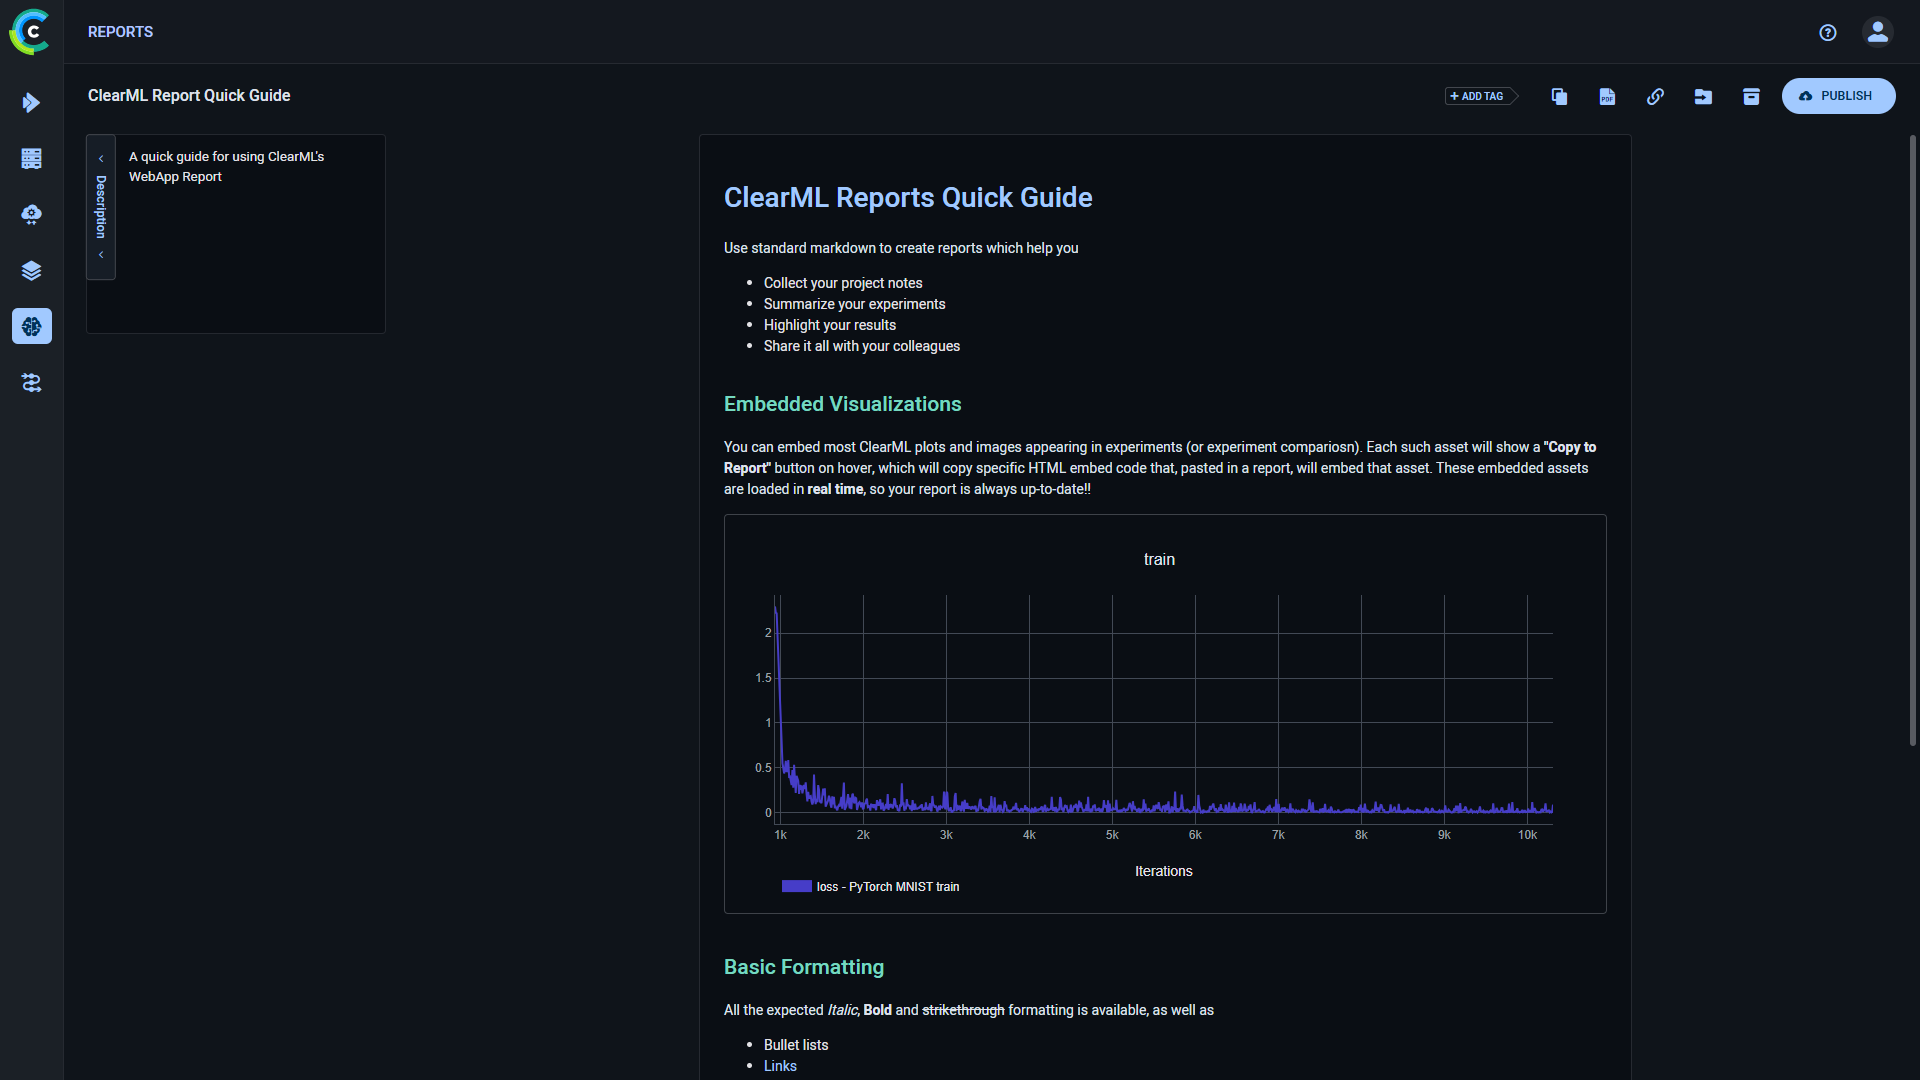 REPORTS
ClearML Report Quick Guide
+ ADD TAG
PDF
PUBLISH
Description
A quick guide for using ClearML's
WebApp Report
ClearML Reports Quick Guide
Use standard markdown to create reports which help you
Collect your project notes
Summarize your experiments
Highlight your results
Share it all with your colleagues
Embedded Visualizations
You can embed most ClearML plots and images appearing in experiments (or experiment compariosn). Each such asset will show a "Copy to
Report" button on hover, which will copy specific HTML embed code that, pasted in a report, will embed that asset. These embedded assets
are loaded in real time, so your report is always up-to-date!!
train
2
1.5
1
0.5
0
1k 2k 3k 4k 5k 6k 7k 8k 9k 10k
Iterations
loss - PyTorch MNIST train
Basic Formatting
All the expected Italic, Bold and strikethrough formatting is available, as well as
Bullet lists
Links